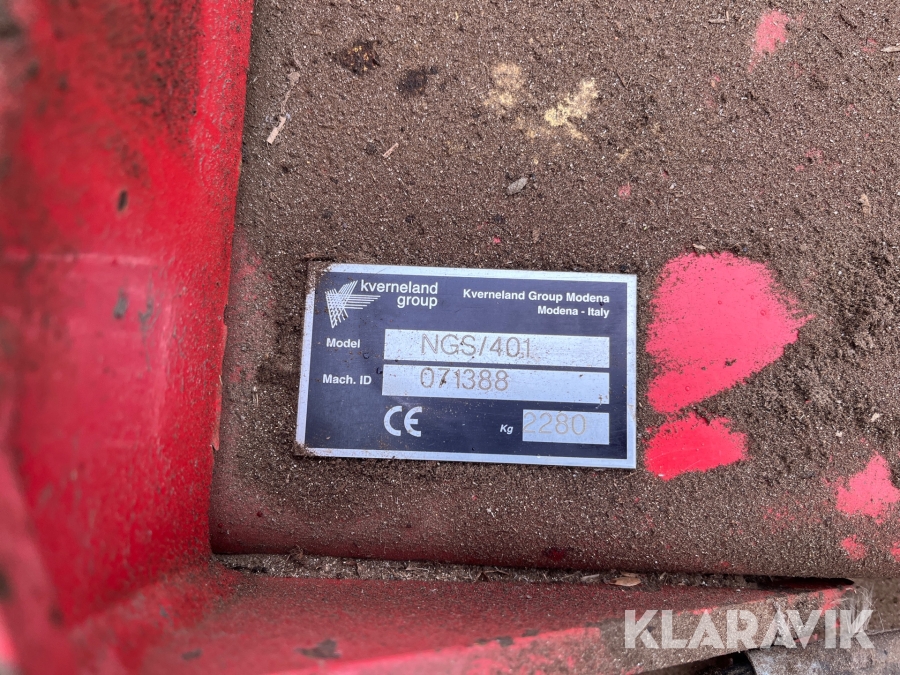 kverneland
group
Kverneland Group Modena
Modena - Italy
Model NGS/401
Mach. ID 071388
CE Kg 2280
KLARAVIK